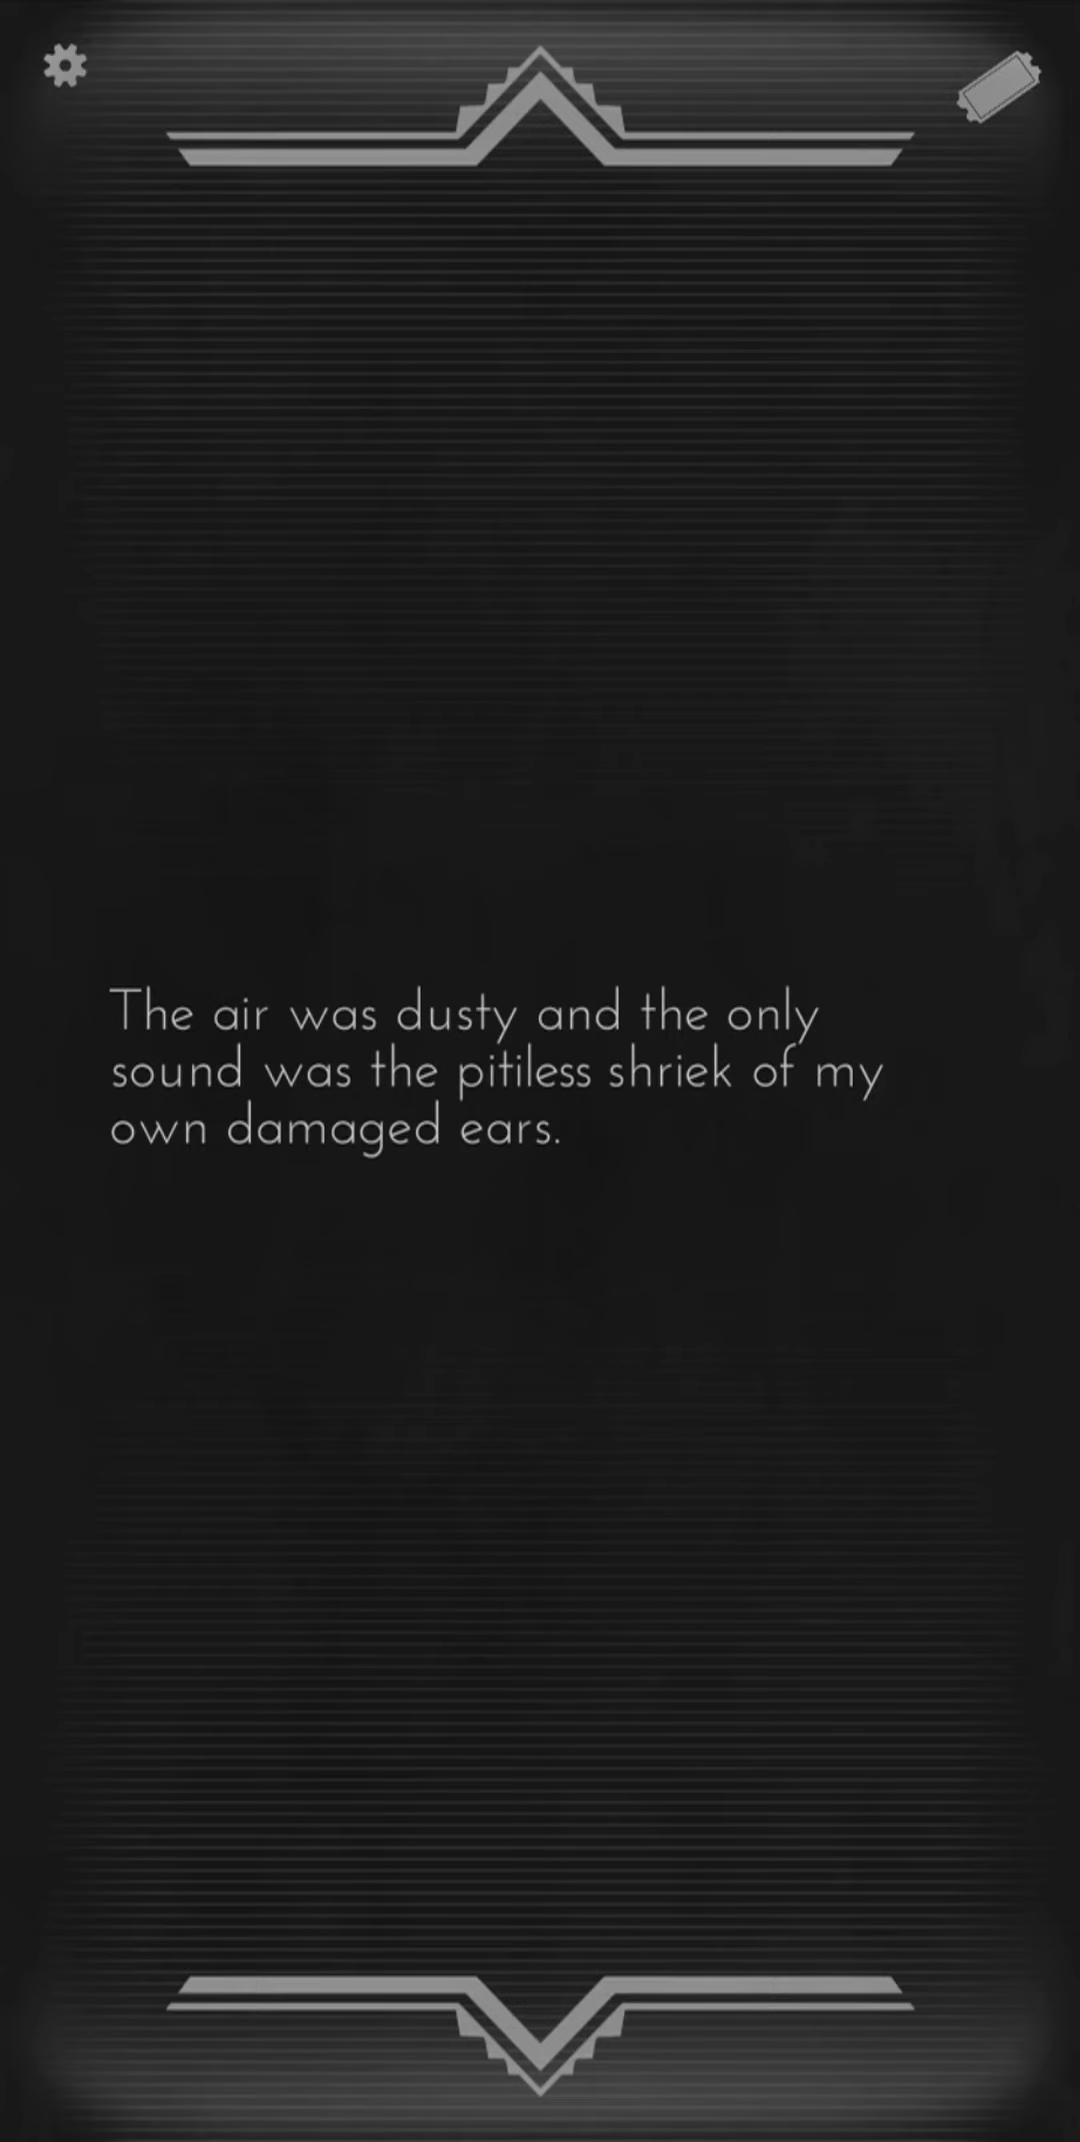 The air was dusty and the only
sound was the pitiless shriek of my
own damaged ears.